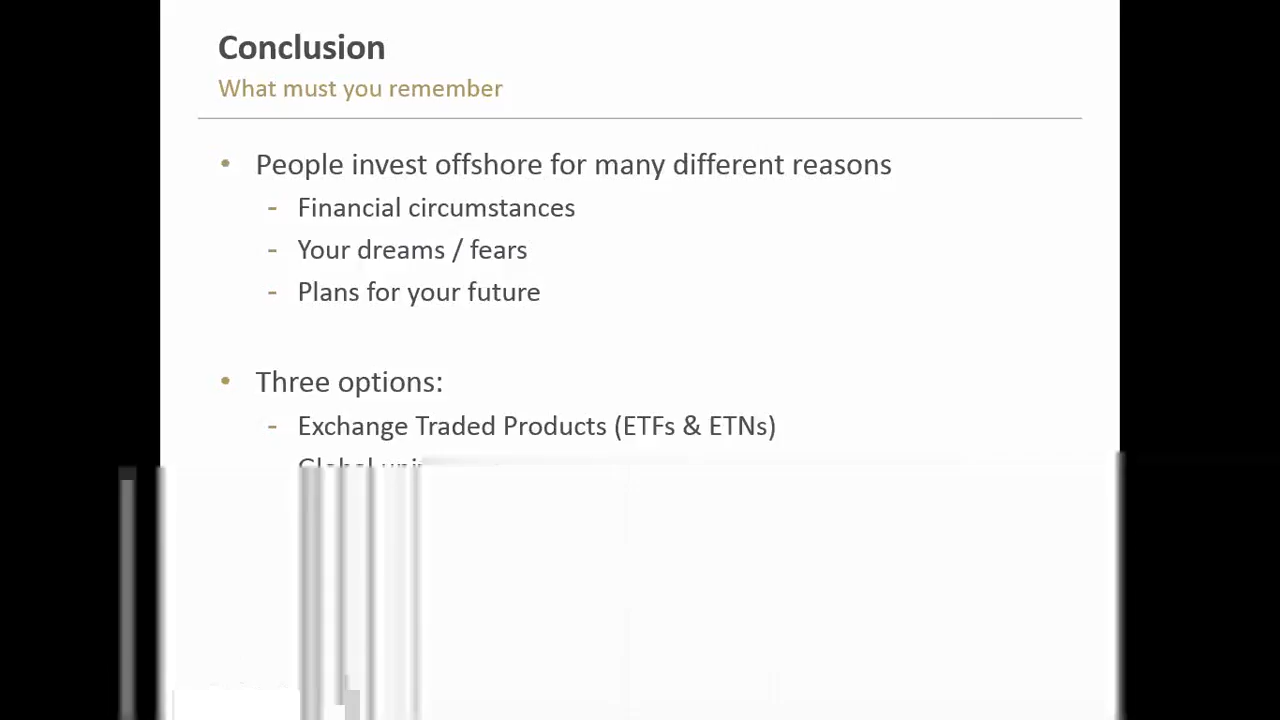 Conclusion
What must you remember
• People invest offshore for many different reasons
- Financial circumstances
- Your dreams / fears
- Plans for your future
• Three options:
- Exchange Traded Products (ETFs & ETNs)
Global